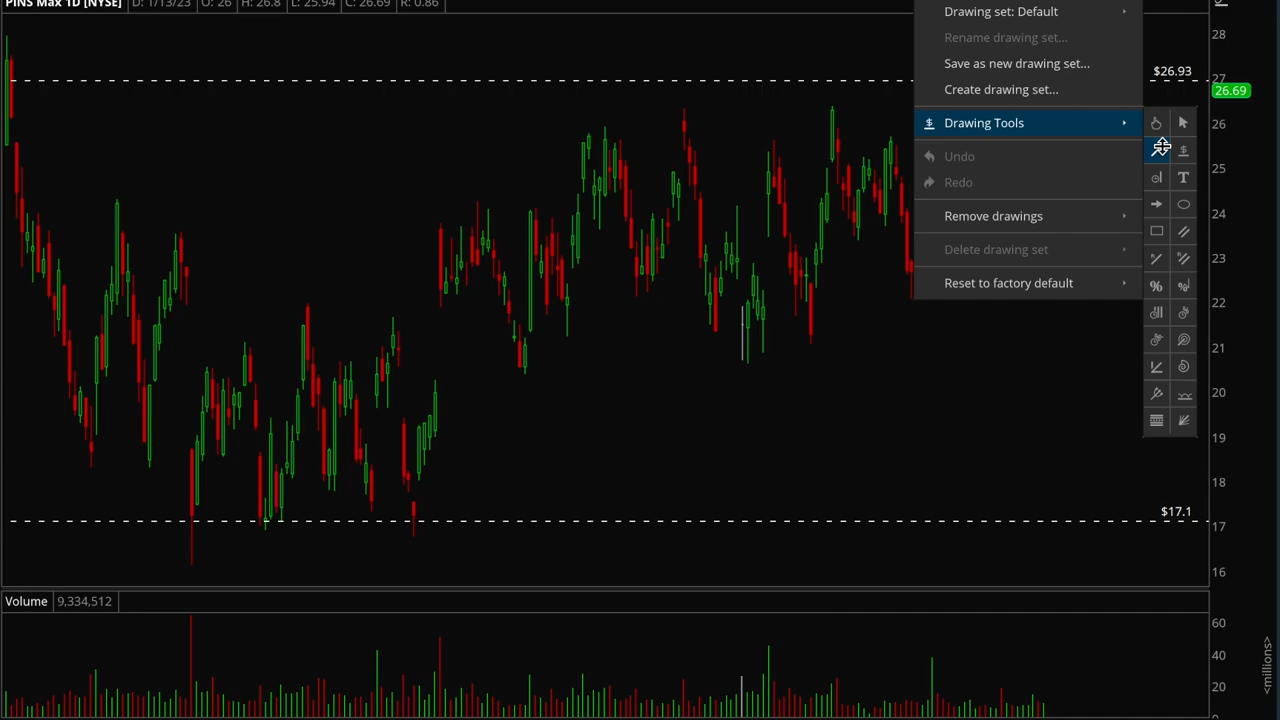 PINS Max 1D [NYSE] D: 1/13/23 O: 26 H: 26.8 L: 25.94 C: 26.69 R: 0.86
Drawing set: Default
Rename drawing set...
Save as new drawing set...
Create drawing set...
$ Drawing Tools
Undo
Redo
Remove drawings
Delete drawing set
Reset to factory default
$
T
%
%
$26.93
$17.1
28
27
26.69
26
25
24
23
22
21
20
19
18
17
16
Volume 9,334,512
60
40
20
0
<millions>